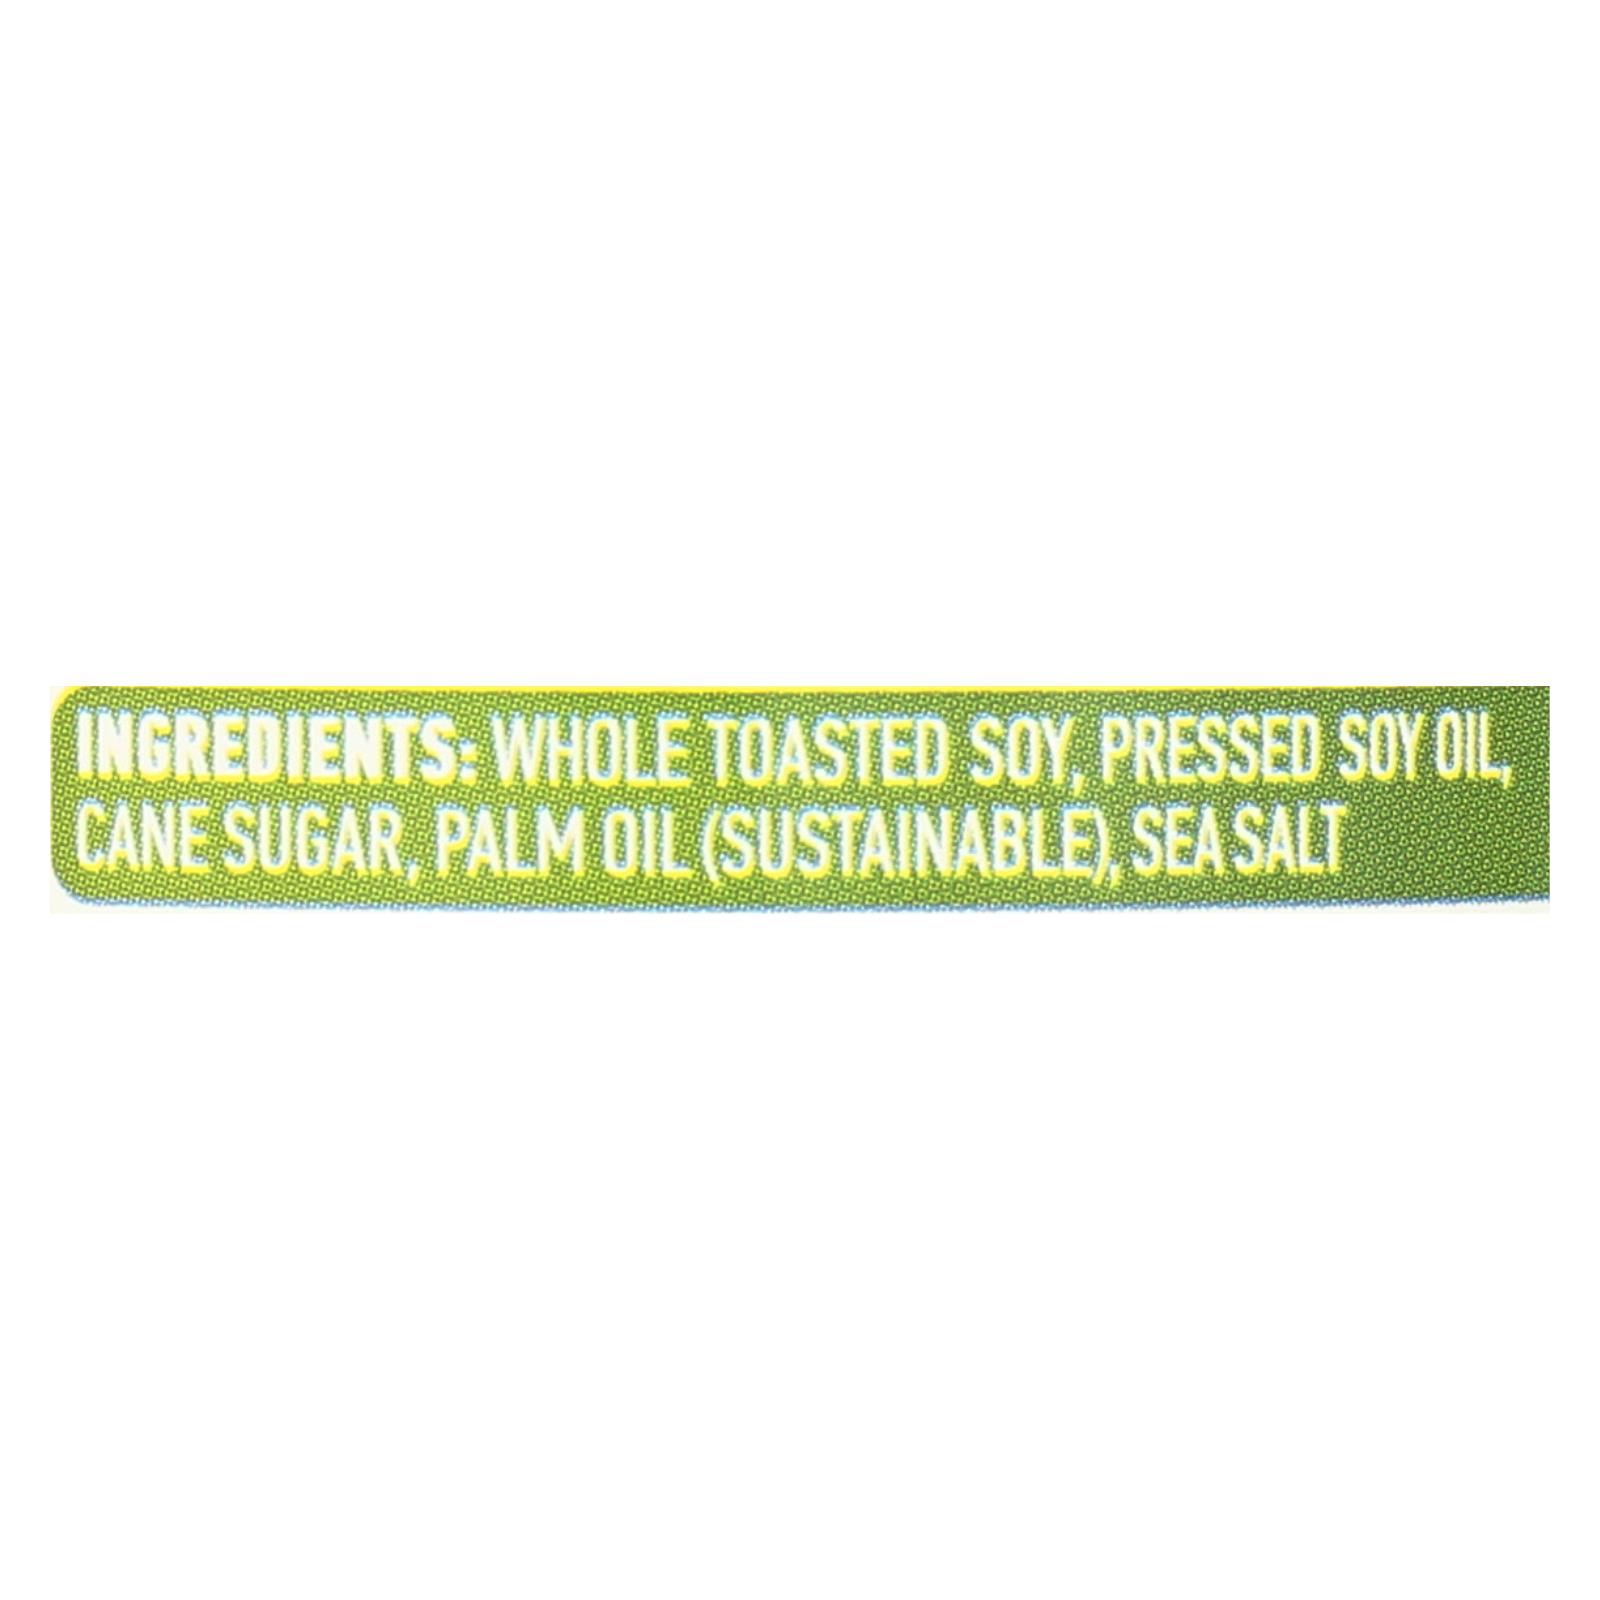 INGREDIENTS: WHOLE TOASTED SOY, PRESSED SOY OIL,
CANE SUGAR, PALM OIL (SUSTAINABLE), SEA SALT